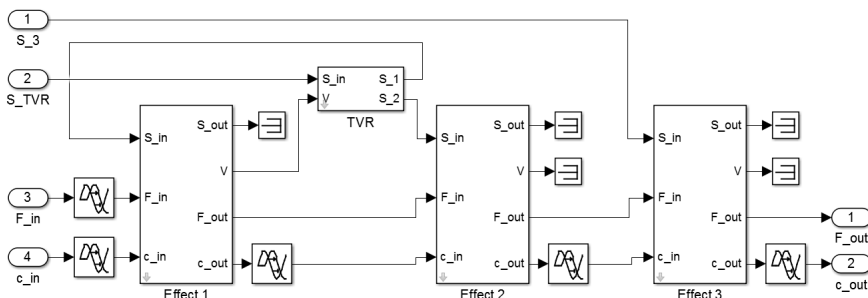 1
S_3
2
S_TVR
S_in
V
S_1
S_2
TVR
S_in
F_in
c_in
S_out
V
F_out
c_out
Effect 1
S_in
F_in
c_in
S_out
V
F_out
c_out
Effect 2
S_in
F_in
c_in
S_out
V
F_out
c_out
Effect 3
3
F_in
4
c_in
1
F_out
2
c_out